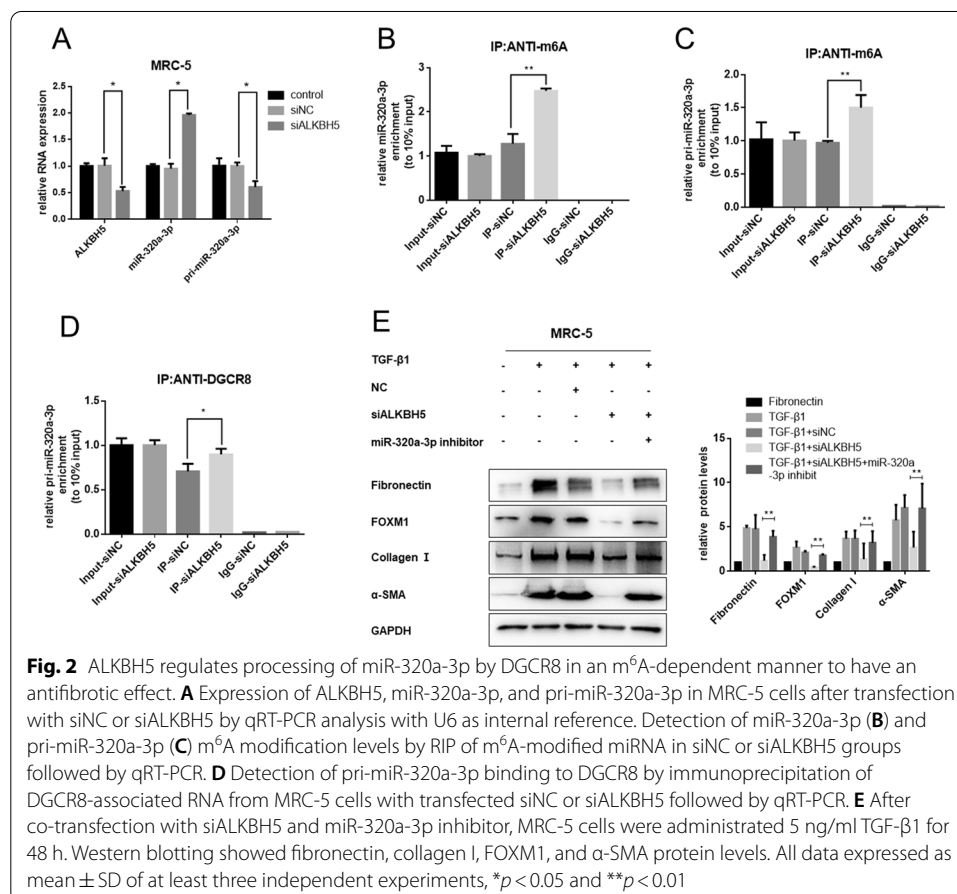 A
MRC-5
relative RNA expression
2.5
2.0
1.5
1.0
0.5
0.0
*
*
*
control
siNC
siALKBH5
ALKBH5
miR-320a-3p
pri-miR-320a-3p
B
IP:ANTI-m6A
relative miR-320a-3p
enrichment
(to 10% input)
3
2
1
0
**
Input-siNC
Input-siALKBH5
IP-siNC
IP-siALKBH5
IgG-siNC
IgG-siALKBH5
C
IP:ANTI-m6A
relative pri-miR-320a-3p
enrichment
(to 10% input)
2.0
1.5
1.0
0.5
0.0
**
Input-siNC
Input-siALKBH5
IP-siNC
IP-siALKBH5
IgG-siNC
IgG-siALKBH5
D
IP:ANTI-DGCR8
relative pri-miR-320a-3p
enrichment
(to 10% input)
1.5
1.0
0.5
0.0
*
Input-siNC
Input-siALKBH5
IP-siNC
IP-siALKBH5
IgG-siNC
IgG-siALKBH5
E
MRC-5
TGF-β1 - + + + +
NC - - + - -
siALKBH5 - - - + +
miR-320a-3p inhibitor - - - - +
Fibronectin
FOXM1
Collagen I
α-SMA
GAPDH
Fibronectin
TGF-β1
TGF-β1+siNC
TGF-β1+siALKBH5
TGF-β1+siALKBH5+miR-320a
-3p inhibit
relative protein levels
15
10
5
0
**
**
**
**
Fibronectin
FOXM1
Collagen I
α-SMA
Fig. 2 ALKBH5 regulates processing of miR-320a-3p by DGCR8 in an m⁶A-dependent manner to have an
antifibrotic effect. A Expression of ALKBH5, miR-320a-3p, and pri-miR-320a-3p in MRC-5 cells after transfection
with siNC or siALKBH5 by qRT-PCR analysis with U6 as internal reference. Detection of miR-320a-3p (B) and
pri-miR-320a-3p (C) m⁶A modification levels by RIP of m⁶A-modified miRNA in siNC or siALKBH5 groups
followed by qRT-PCR. D Detection of pri-miR-320a-3p binding to DGCR8 by immunoprecipitation of
DGCR8-associated RNA from MRC-5 cells with transfected siNC or siALKBH5 followed by qRT-PCR. E After
co-transfection with siALKBH5 and miR-320a-3p inhibitor, MRC-5 cells were administrated 5 ng/ml TGF-β1 for
48 h. Western blotting showed fibronectin, collagen I, FOXM1, and α-SMA protein levels. All data expressed as
mean ± SD of at least three independent experiments, *p < 0.05 and **p < 0.01